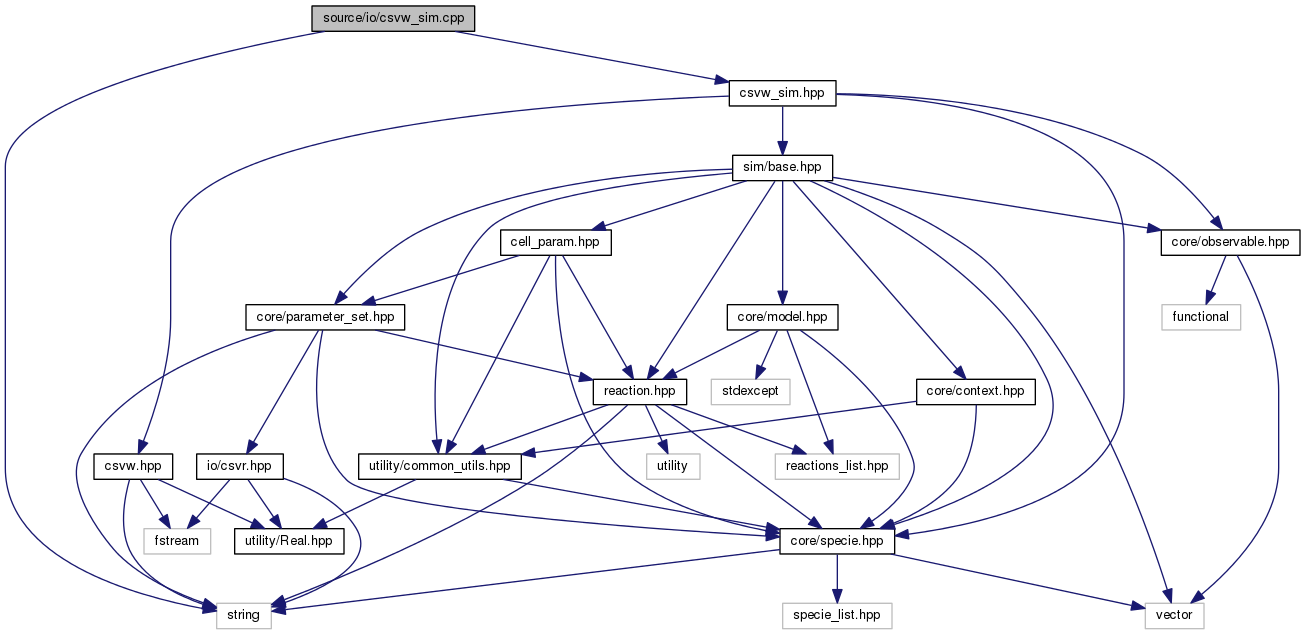 source/io/csvw_sim.cpp
csvw_sim.hpp
sim/base.hpp
cell_param.hpp
core/observable.hpp
core/parameter_set.hpp
core/model.hpp
functional
reaction.hpp
stdexcept
core/context.hpp
csvw.hpp
io/csvr.hpp
utility/common_utils.hpp
utility
reactions_list.hpp
fstream
utility/Real.hpp
core/specie.hpp
string
specie_list.hpp
vector